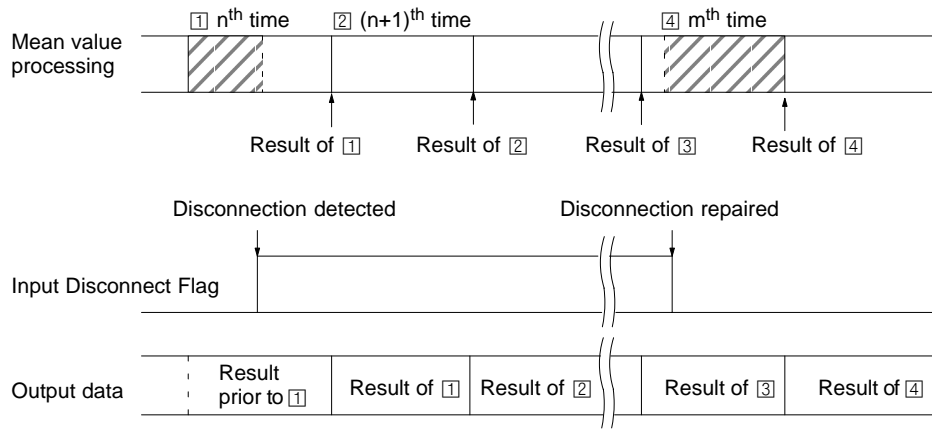 1 nth time
2 (n+1)th time
4 mth time
Mean value
processing
Result of 1
Result of 2
Result of 3
Result of 4
Disconnection detected
Disconnection repaired
Input Disconnect Flag
Output data
Result
prior to 1
Result of 1
Result of 2
Result of 3
Result of 4